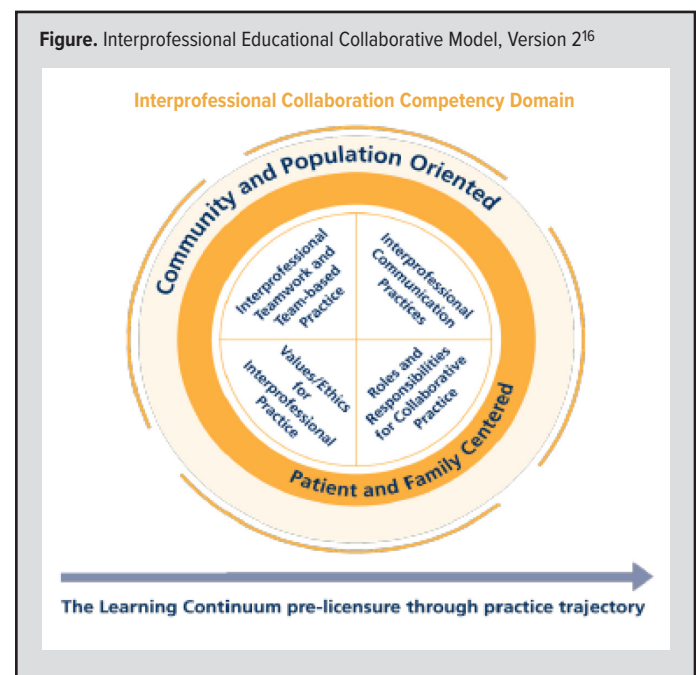 Figure. Interprofessional Educational Collaborative Model, Version 2¹⁶
Interprofessional Collaboration Competency Domain
Community and Population Oriented
Interprofessional
Teamwork and
Team-based
Practice
Interprofessional
Communication
Practices
Values/Ethics
for
Interprofessional
Practice
Roles and
Responsibilities
for Collaborative
Practice
Patient and Family Centered
The Learning Continuum pre-licensure through practice trajectory